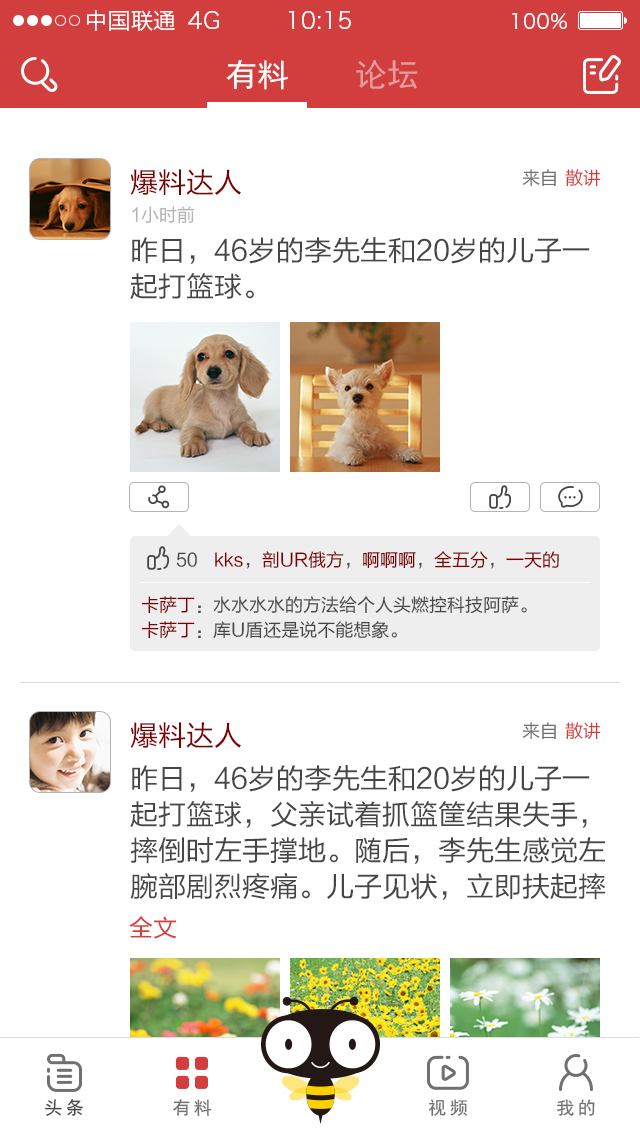 中国联通 4G 10:15 100%
有料 论坛
爆料达人 来自 散讲
1小时前
昨日，46岁的李先生和20岁的儿子一
起打篮球。
50 kks，剖UR俄方，啊啊啊，全五分，一天的
卡萨丁：水水水水的方法给个人头燃控科技阿萨。
卡萨丁：库U盾还是说不能想象。
爆料达人 来自 散讲
昨日，46岁的李先生和20岁的儿子一
起打篮球，父亲试着抓篮筐结果失手，
摔倒时左手撑地。随后，李先生感觉左
腕部剧烈疼痛。儿子见状，立即扶起摔
全文
头条 有料 视频 我的